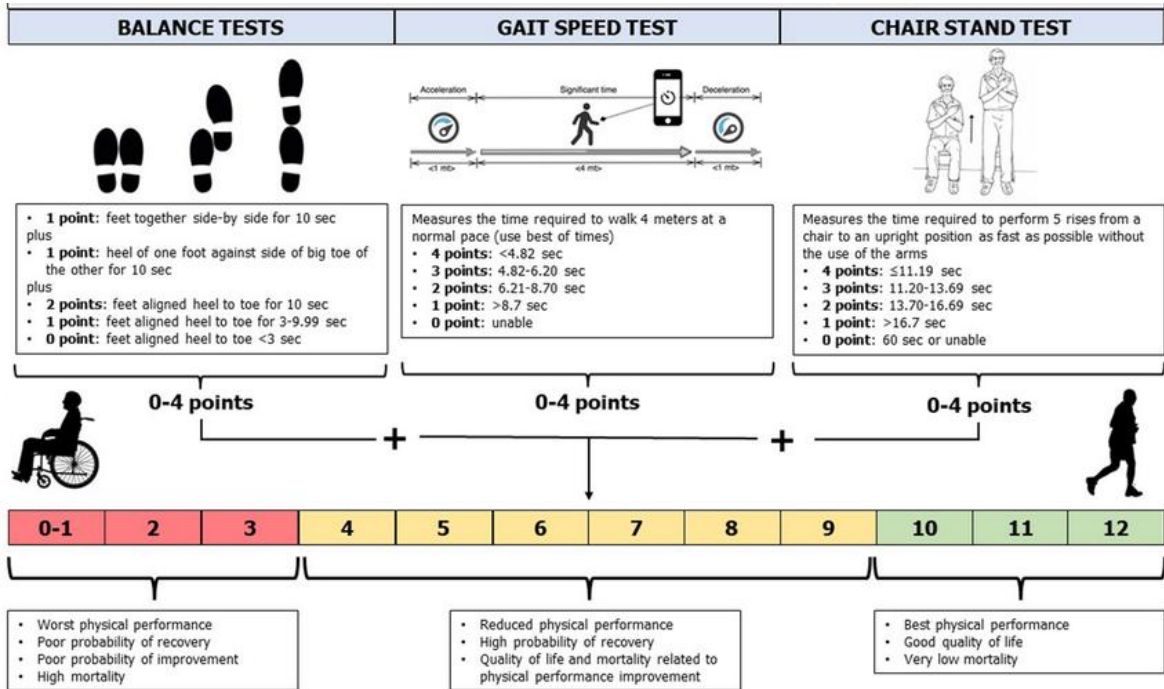 BALANCE TESTS
GAIT SPEED TEST
CHAIR STAND TEST
Acceleration
Significant time
Deceleration
<1 mt>
<4 mt>
<1 mt>
• 1 point: feet together side-by side for 10 sec
plus
• 1 point: heel of one foot against side of big toe of
the other for 10 sec
plus
• 2 points: feet aligned heel to toe for 10 sec
• 1 point: feet aligned heel to toe for 3-9.99 sec
• 0 point: feet aligned heel to toe <3 sec
Measures the time required to walk 4 meters at a
normal pace (use best of times)
• 4 points: <4.82 sec
• 3 points: 4.82-6.20 sec
• 2 points: 6.21-8.70 sec
• 1 point: >8.7 sec
• 0 point: unable
Measures the time required to perform 5 rises from a
chair to an upright position as fast as possible without
the use of the arms
• 4 points: ≤11.19 sec
• 3 points: 11.20-13.69 sec
• 2 points: 13.70-16.69 sec
• 1 point: >16.7 sec
• 0 point: 60 sec or unable
0-4 points
0-4 points
0-4 points
+
+
0-1 2 3 4 5 6 7 8 9 10 11 12
• Worst physical performance
• Poor probability of recovery
• Poor probability of improvement
• High mortality
• Reduced physical performance
• High probability of recovery
• Quality of life and mortality related to
physical performance improvement
• Best physical performance
• Good quality of life
• Very low mortality